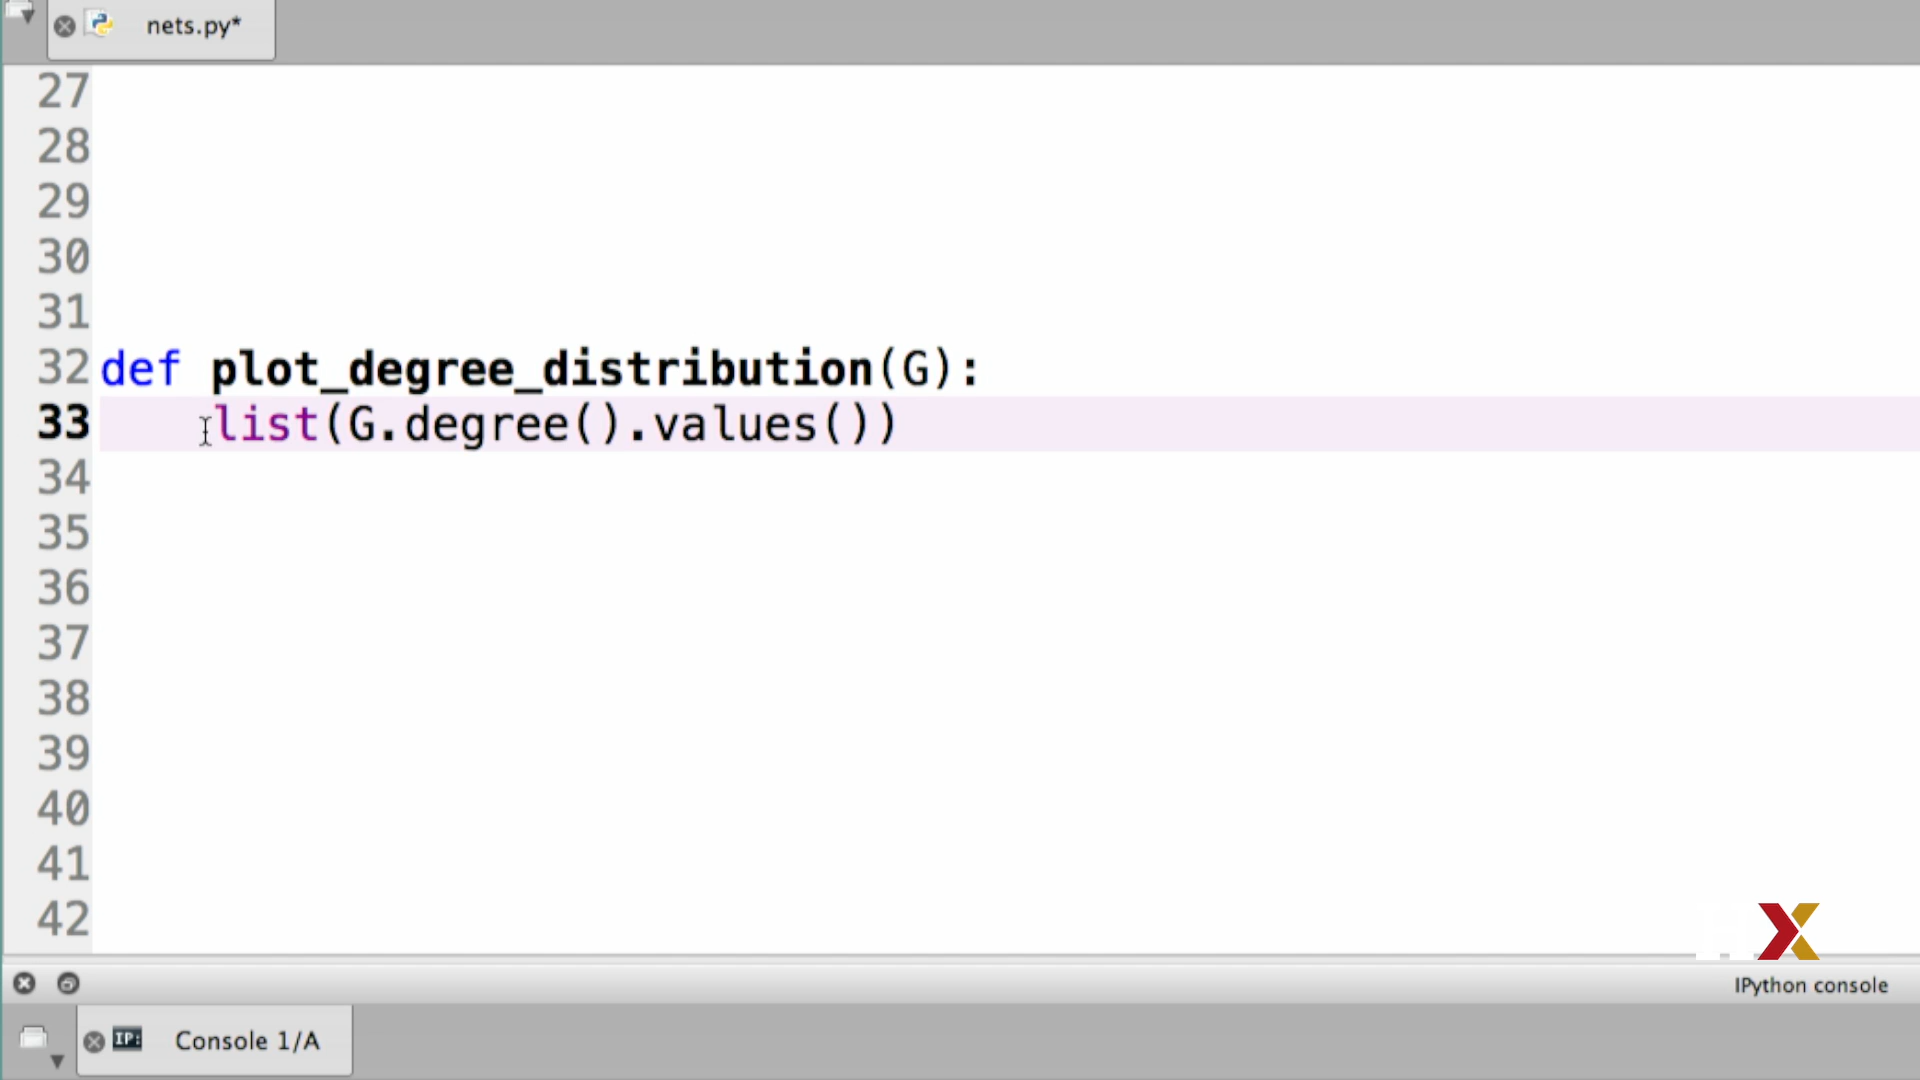 nets.py*
27
28
29
30
31
32 def plot_degree_distribution(G):
33 list(G.degree().values())
34
35
36
37
38
39
40
41
42
X
IPython console
IP:
Console 1/A